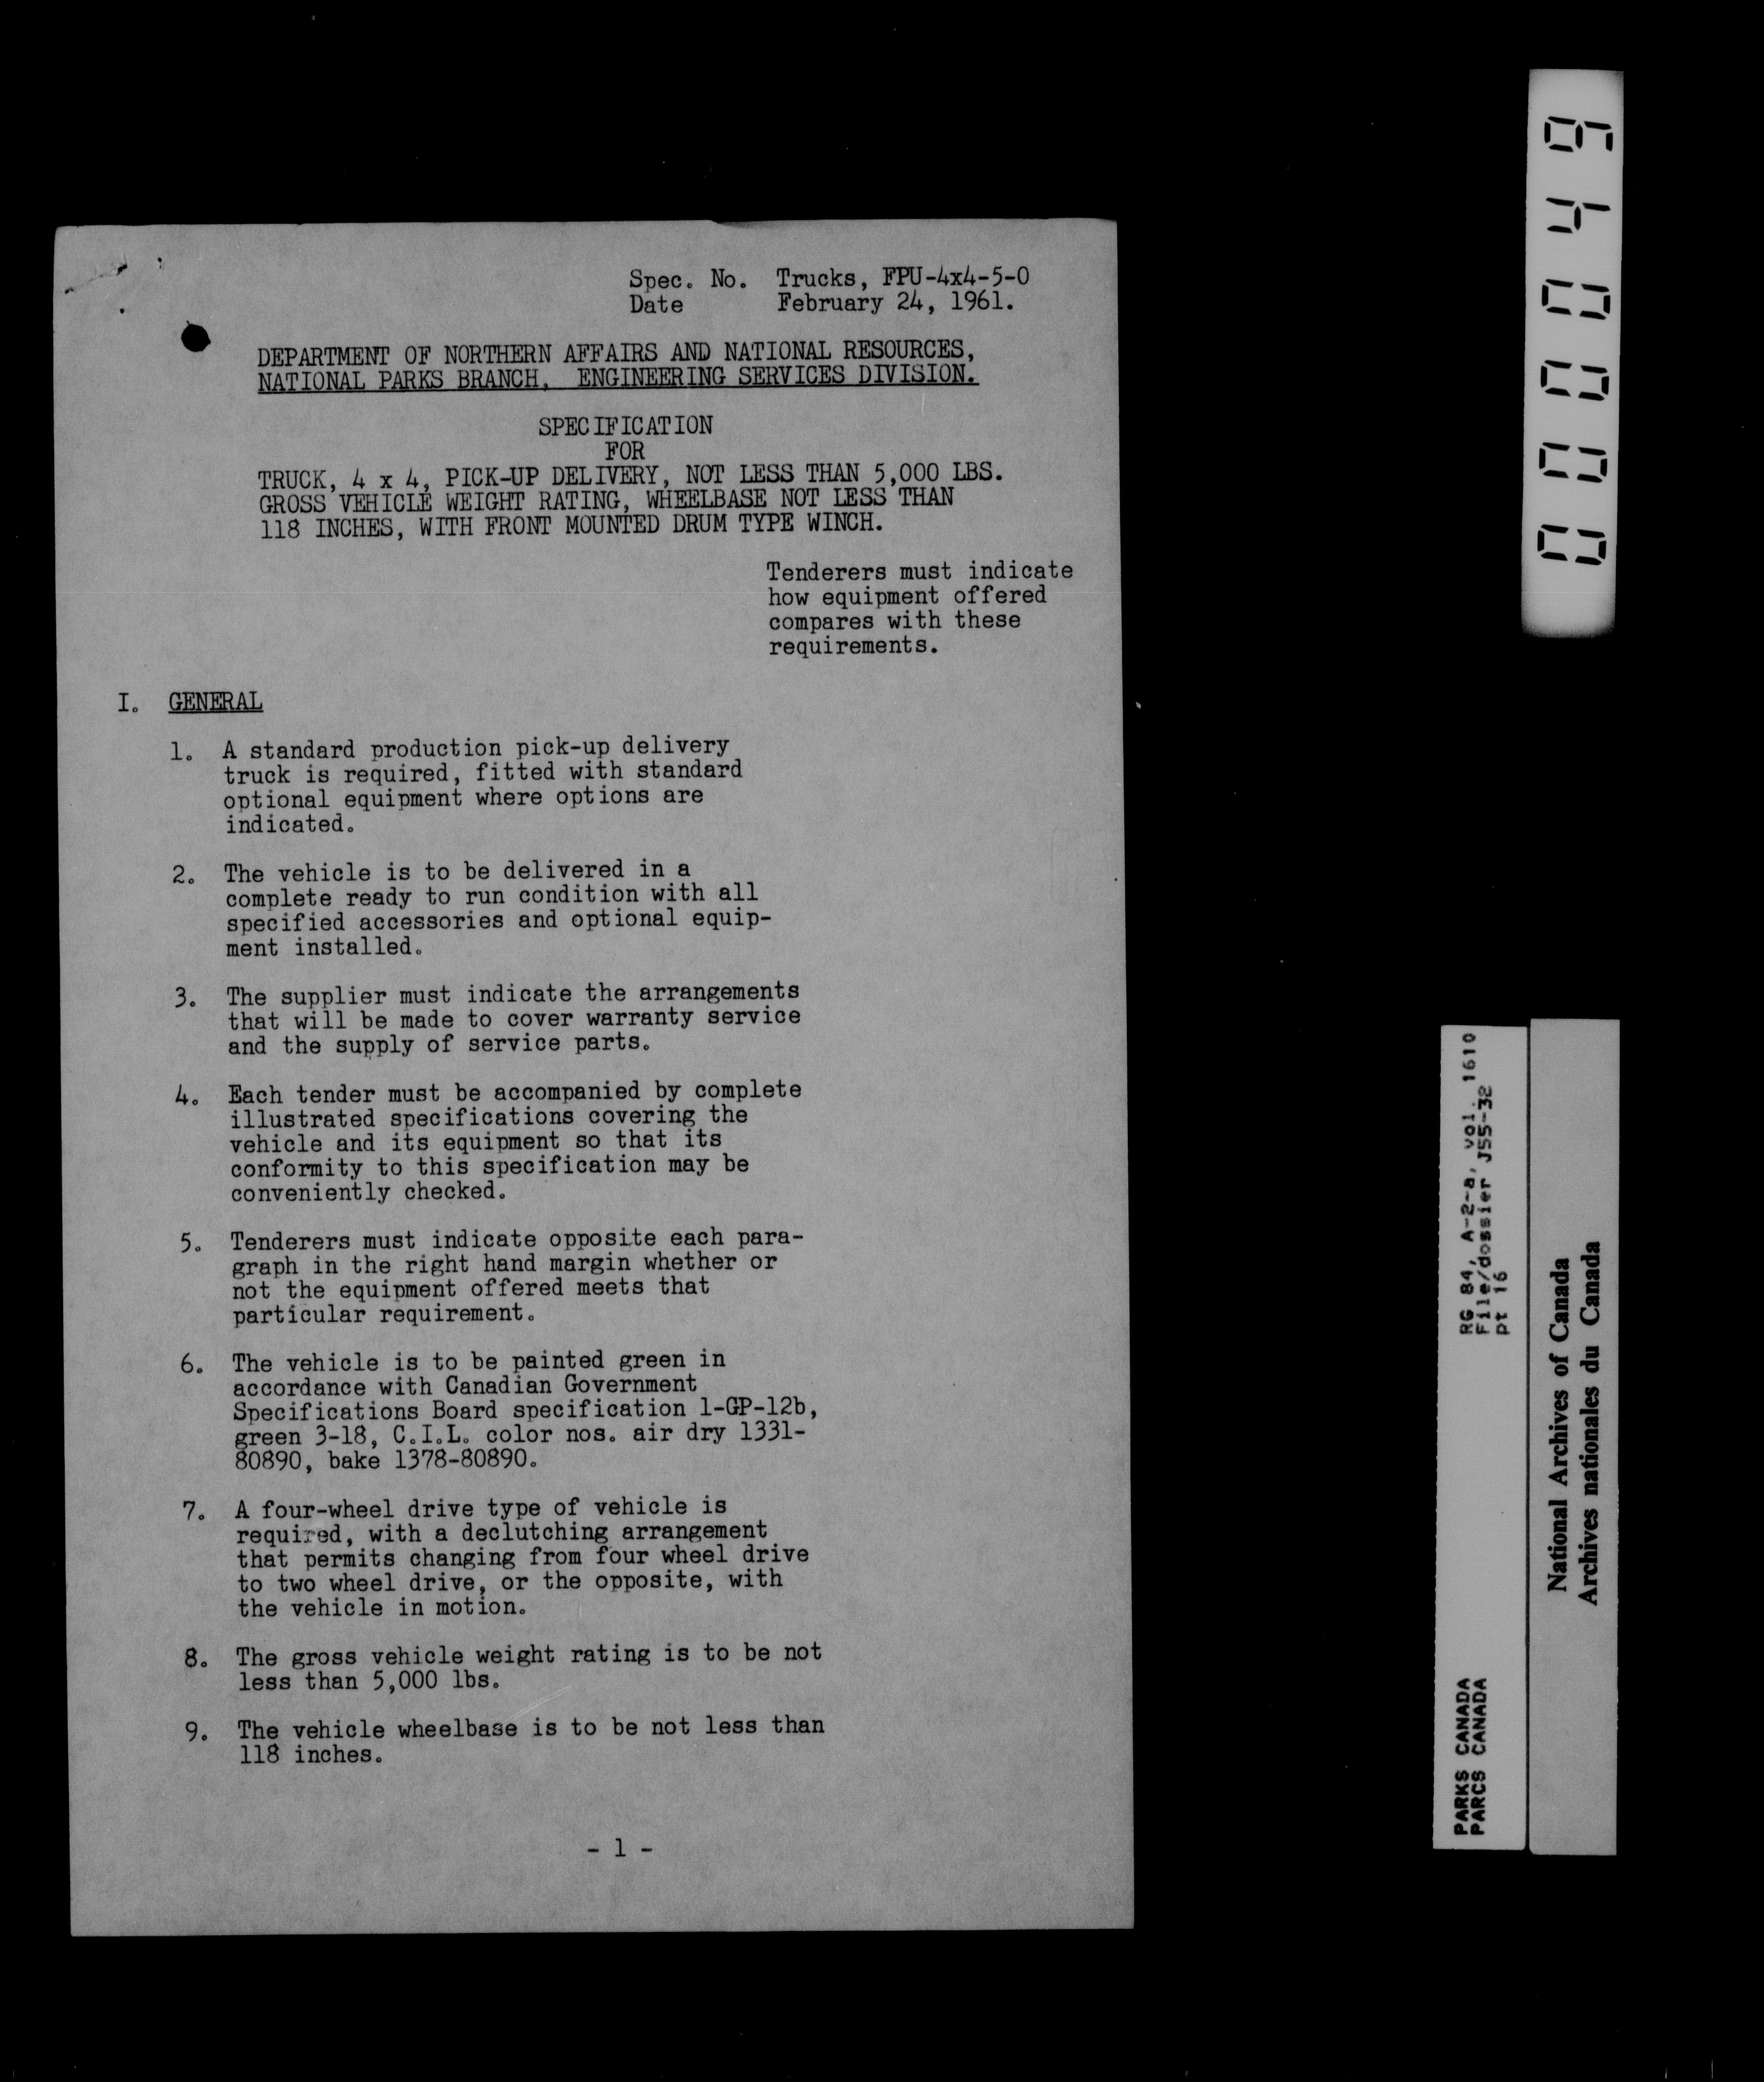 Spec. No. Trucks, FPU-4x4-5-0
Date February 24, 1961.
DEPARTMENT OF NORTHERN AFFAIRS AND NATIONAL RESOURCES,
NATIONAL PARKS BRANCH, ENGINEERING SERVICES DIVISION.
SPECIFICATION
FOR
TRUCK, 4 x 4, PICK-UP DELIVERY, NOT LESS THAN 5,000 LBS.
GROSS VEHICLE WEIGHT RATING, WHEELBASE NOT LESS THAN
118 INCHES, WITH FRONT MOUNTED DRUM TYPE WINCH.
Tenderers must indicate
how equipment offered
compares with these
requirements.
I. GENERAL
1. A standard production pick-up delivery
truck is required, fitted with standard
optional equipment where options are
indicated.
2. The vehicle is to be delivered in a
complete ready to run condition with all
specified accessories and optional equip-
ment installed.
3. The supplier must indicate the arrangements
that will be made to cover warranty service
and the supply of service parts.
4. Each tender must be accompanied by complete
illustrated specifications covering the
vehicle and its equipment so that its
conformity to this specification may be
conveniently checked.
5. Tenderers must indicate opposite each para-
graph in the right hand margin whether or
not the equipment offered meets that
particular requirement.
6. The vehicle is to be painted green in
accordance with Canadian Government
Specifications Board specification 1-GP-12b,
green 3-18, C.I.L. color nos. air dry 1331-
80890, bake 1378-80890.
7. A four-wheel drive type of vehicle is
required, with a declutching arrangement
that permits changing from four wheel drive
to two wheel drive, or the opposite, with
the vehicle in motion.
8. The gross vehicle weight rating is to be not
less than 5,000 lbs.
9. The vehicle wheelbase is to be not less than
118 inches.
- 1 -
000049
PARKS CANADA
PARCS CANADA
RG 84, A-2-a, vol. 1610
File/dossier J55-32
pt 16
National Archives of Canada
Archives nationales du Canada